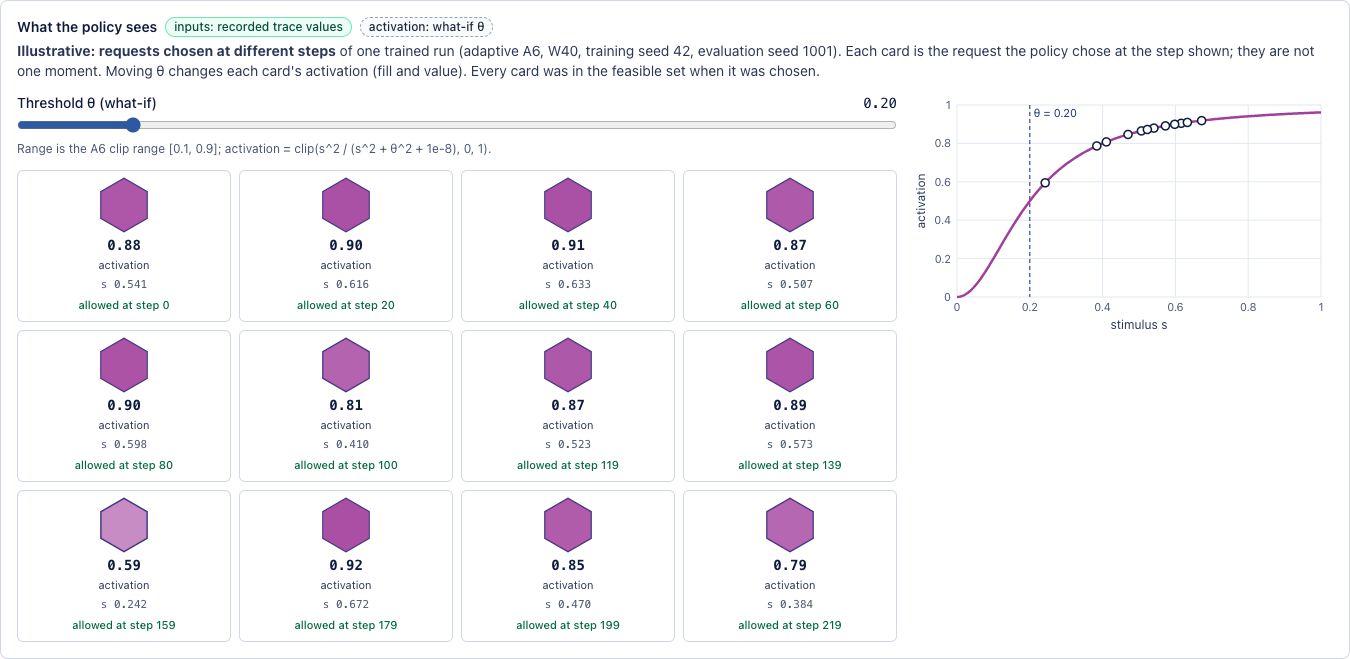 What the policy sees inputs: recorded trace values activation: what-if θ
Illustrative: requests chosen at different steps of one trained run (adaptive A6, W40, training seed 42, evaluation seed 1001). Each card is the request the policy chose at the step shown; they are not
one moment. Moving θ changes each card's activation (fill and value). Every card was in the feasible set when it was chosen.
Threshold θ (what-if) 0.20
Range is the A6 clip range [0.1, 0.9]; activation = clip(s^2 / (s^2 + θ^2 + 1e-8), 0, 1).
0.88 0.90 0.91 0.87
activation activation activation activation
s 0.541 s 0.616 s 0.633 s 0.507
allowed at step 0 allowed at step 20 allowed at step 40 allowed at step 60
0.90 0.81 0.87 0.89
activation activation activation activation
s 0.598 s 0.410 s 0.523 s 0.573
allowed at step 80 allowed at step 100 allowed at step 119 allowed at step 139
0.59 0.92 0.85 0.79
activation activation activation activation
s 0.242 s 0.672 s 0.470 s 0.384
allowed at step 159 allowed at step 179 allowed at step 199 allowed at step 219
θ = 0.20
1
0.8
0.6
0.4
0.2
0
activation
0 0.2 0.4 0.6 0.8 1
stimulus s